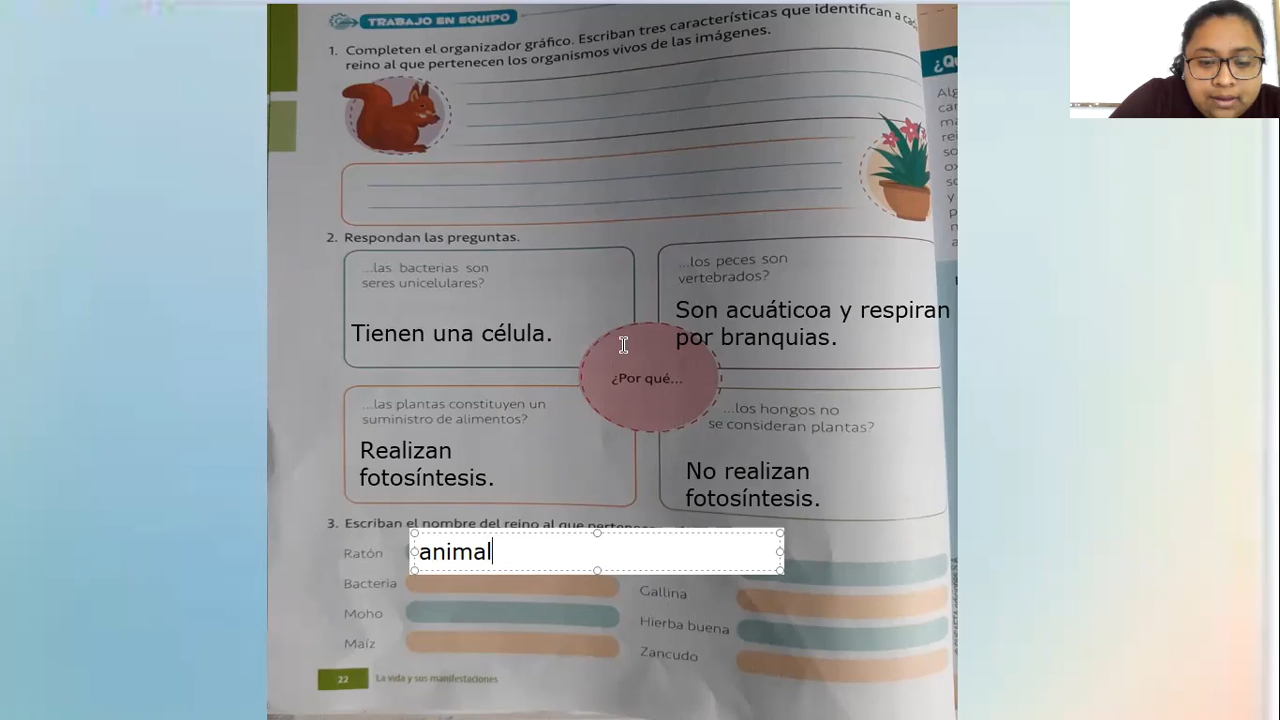 TRABAJO EN EQUIPO
1. Completen el organizador gráfico. Escriban tres características que identifican a cada
reino al que pertenecen los organismos vivos de las imágenes.
2. Respondan las preguntas.
...las bacterias son
seres unicelulares?
Tienen una célula.
...los peces son
vertebrados?
Son acuáticoa y respiran
por branquias.
¿Por qué...
...las plantas constituyen un
suministro de alimentos?
Realizan
fotosíntesis.
...los hongos no
se consideran plantas?
No realizan
fotosíntesis.
3. Escriban el nombre del reino al que
Ratón
animal
Bacteria
Moho
Maíz
Gallina
Hierba buena
Zancudo
22
La vida y sus manifestaciones